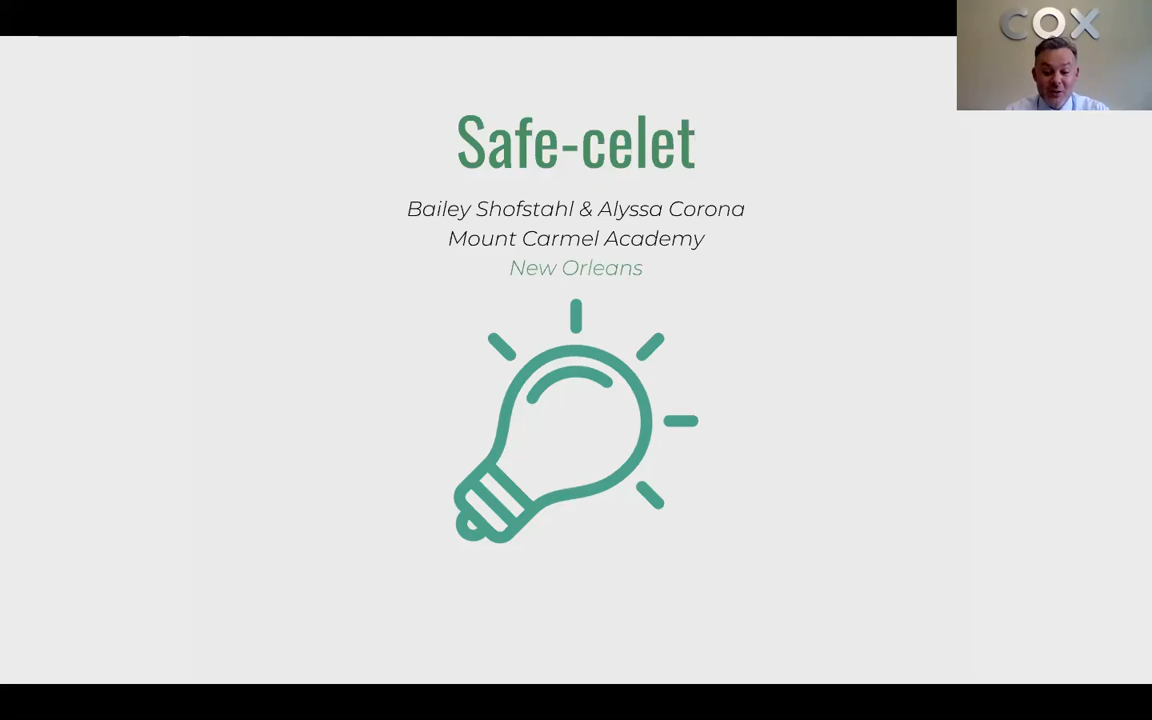 COX
Safe-celet
Bailey Shofstahl & Alyssa Corona
Mount Carmel Academy
New Orleans